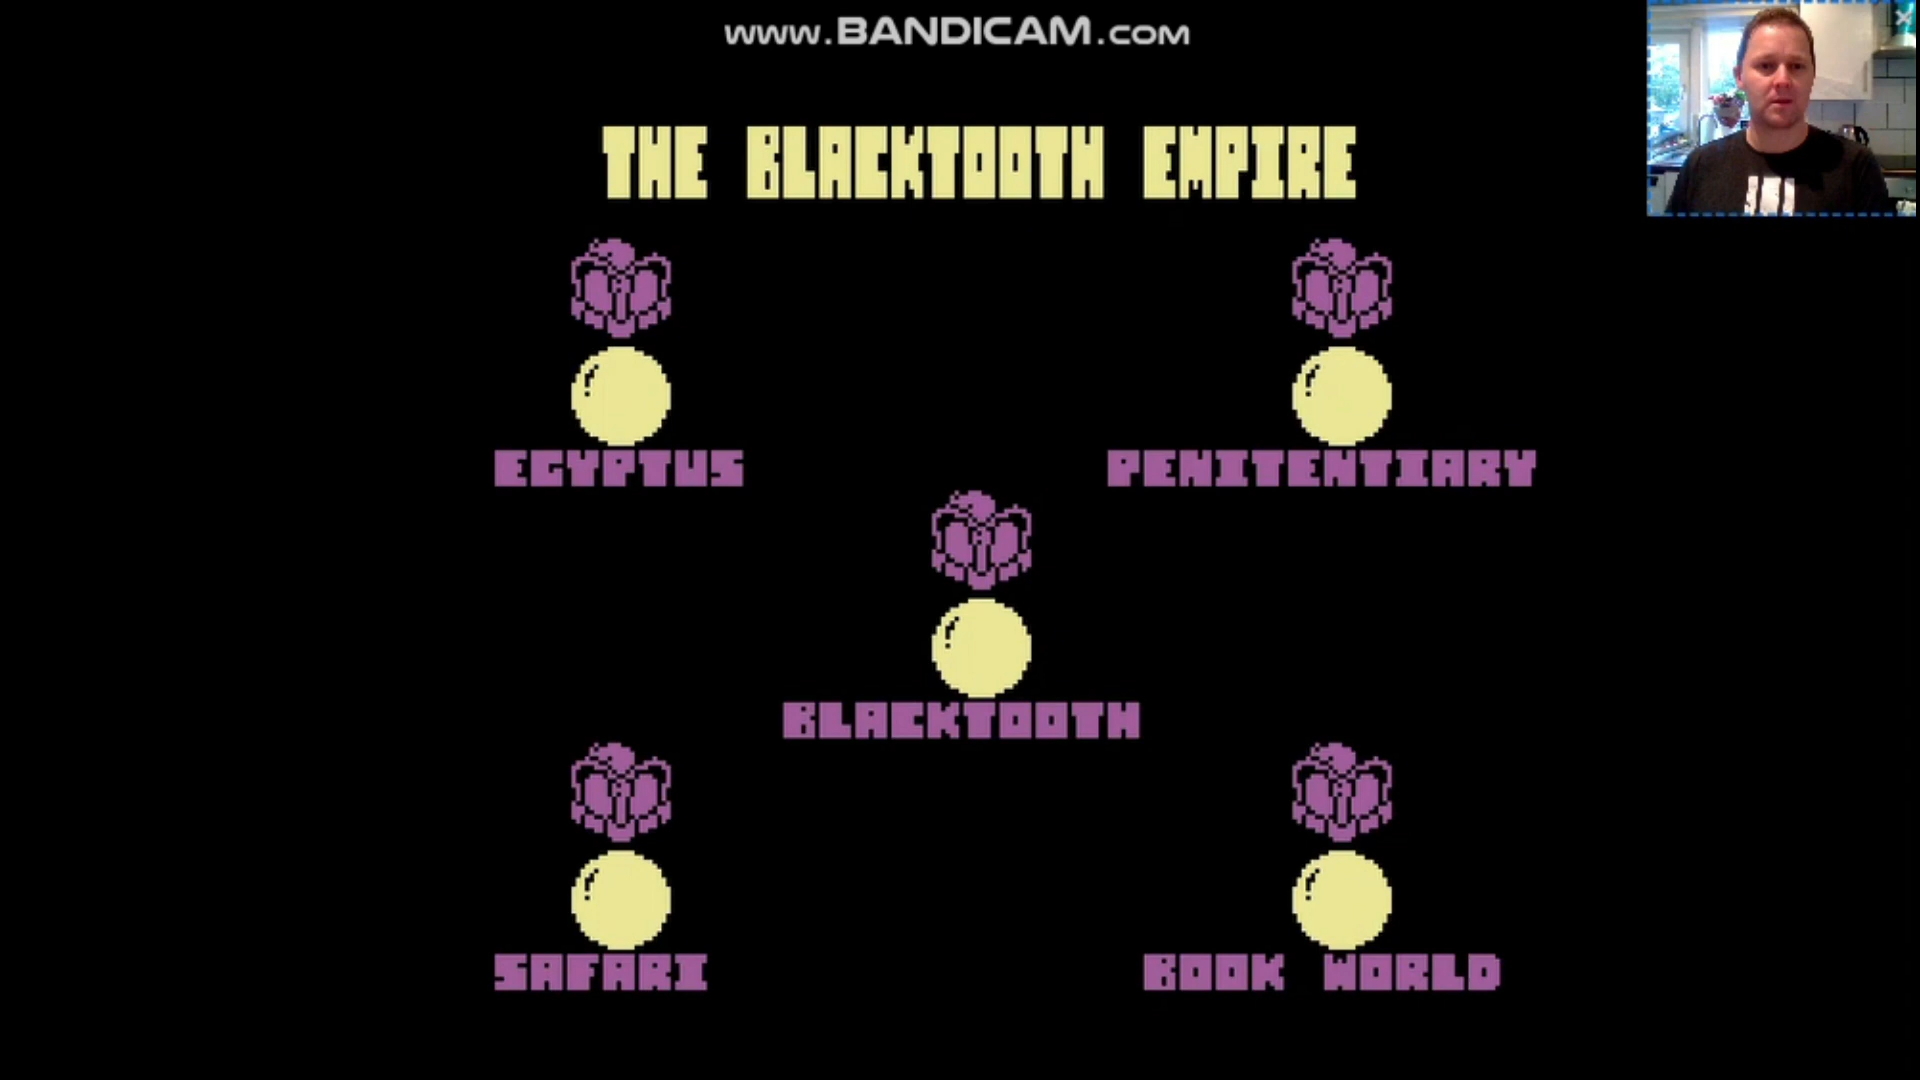 www.BANDICAM.com
THE BLACKTOOTH EMPIRE
EGYPTUS
PENITENTIARY
BLACKTOOTH
SAFARI
BOOK WORLD